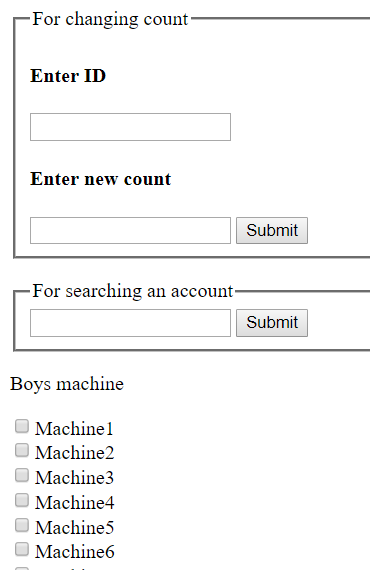 For changing count
Enter ID
Enter new count
Submit
For searching an account
Submit
Boys machine
Machine1
Machine2
Machine3
Machine4
Machine5
Machine6